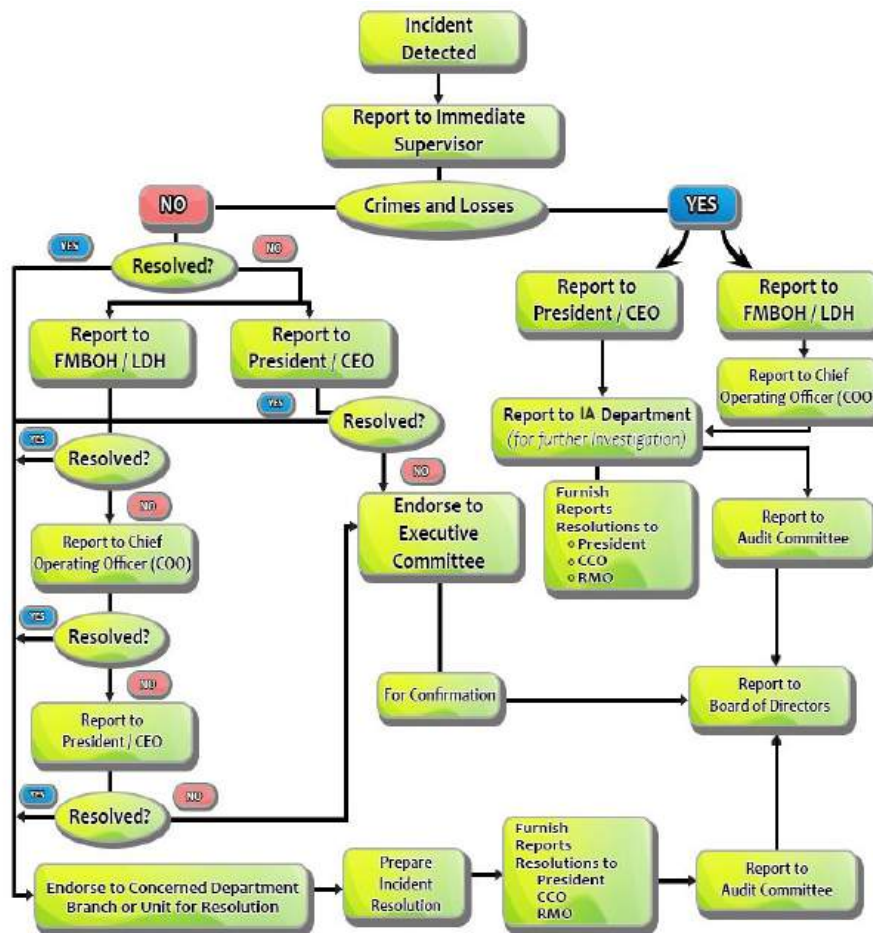 Incident
Detected
Report to Immediate
Supervisor
NO
Crimes and Losses
YES
YES
NO
Resolved?
Report to
FMBOH / LDH
Report to
President / CEO
Report to
President / CEO
Report to
FMBOH / LDH
Report to Chief
Operating Officer (COO)
YES
Resolved?
Report to IA Department
(for further investigation)
YES
Resolved?
NO
NO
Endorse to
Executive
Committee
Furnish
Reports
Resolutions to
President
CCO
RMO
Report to
Audit Committee
Report to Chief
Operating Officer (COO)
YES
Resolved?
NO
For Confirmation
Report to
Board of Directors
Report to
President / CEO
YES
Resolved?
NO
Endorse to Concerned Department
Branch or Unit for Resolution
Prepare
Incident
Resolution
Furnish
Reports
Resolutions to
President
CCO
RMO
Report to
Audit Committee